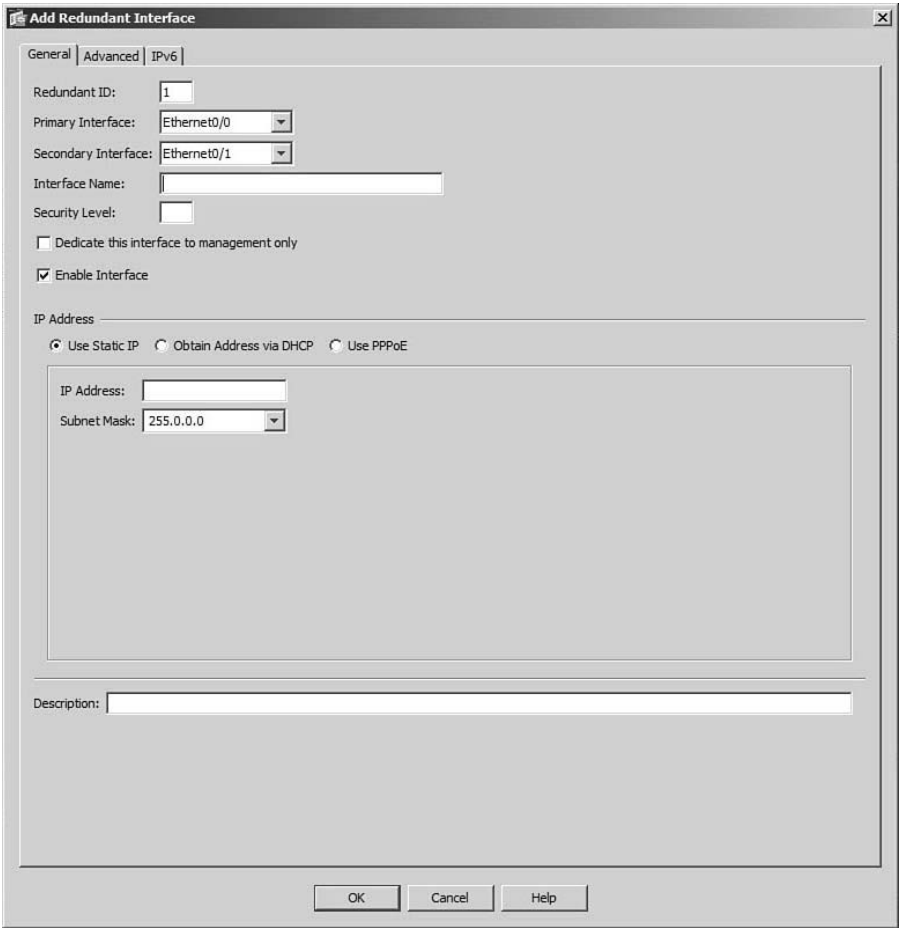 Add Redundant Interface
General
Advanced
IPv6
Redundant ID: 1
Primary Interface: Ethernet0/0
Secondary Interface: Ethernet0/1
Interface Name:
Security Level:
Dedicate this interface to management only
Enable Interface
IP Address
Use Static IP
Obtain Address via DHCP
Use PPPoE
IP Address:
Subnet Mask: 255.0.0.0
Description:
OK
Cancel
Help